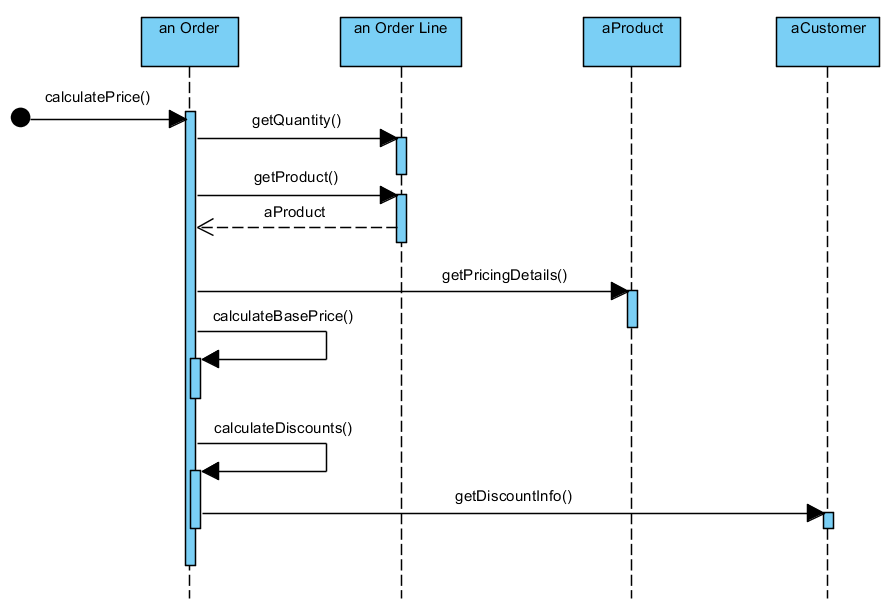 an Order
an Order Line
aProduct
aCustomer
calculatePrice()
getQuantity()
getProduct()
aProduct
getPricingDetails()
calculateBasePrice()
calculateDiscounts()
getDiscountInfo()